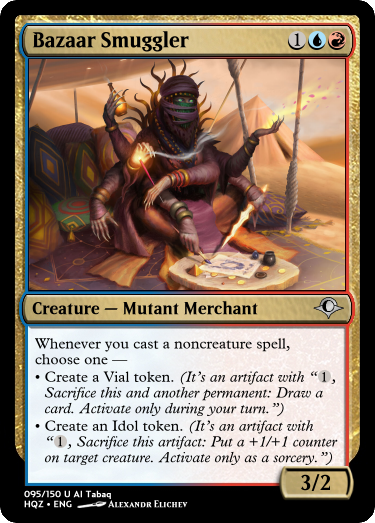 Bazaar Smuggler 1
Creature — Mutant Merchant
Whenever you cast a noncreature spell,
choose one —
• Create a Vial token. (It's an artifact with “1,
Sacrifice this and another permanent: Draw a
card. Activate only during your turn.”)
• Create an Idol token. (It's an artifact with
“1, Sacrifice this artifact: Put a +1/+1 counter
on target creature. Activate only as a sorcery.”)
3/2
095/150 U Al Tabaq
HQZ • ENG Alexandr Elichev